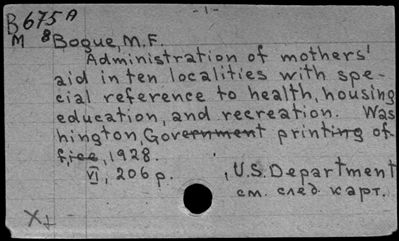 -1-
B675A
M 8 Bogue, M.F.
Administration of mothers'
aid in ten localities with spe-
cial reference to health, housing
education, and recreation. Was
hington, Government printing of-
fice, 1928.
VI, 206 p. , U.S. Department
см. след. карт.